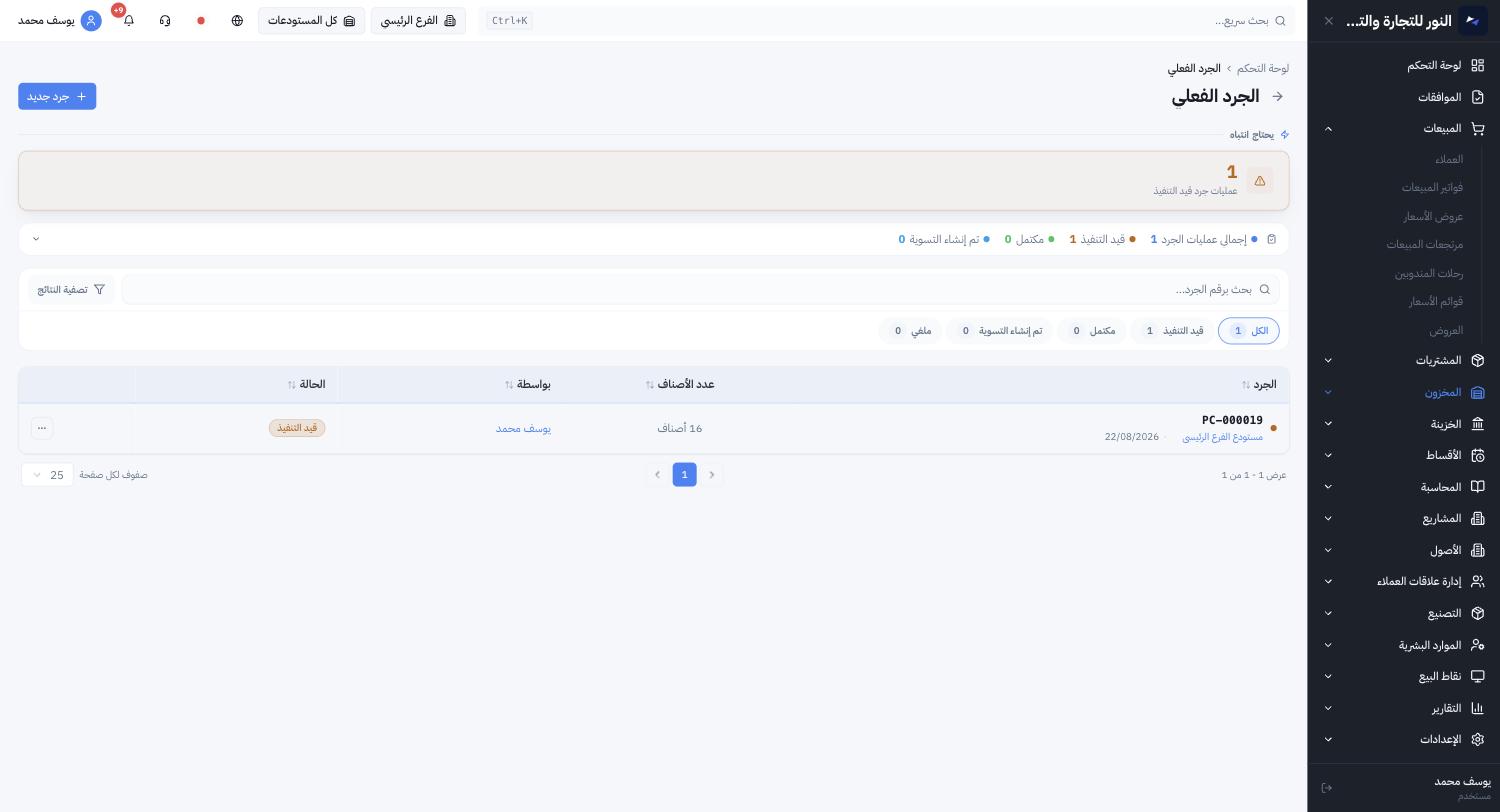 النور للتجارة والتـ...
لوحة التحكم
الموافقات
المبيعات
العملاء
فواتير المبيعات
عروض الأسعار
مرتجعات المبيعات
رحلات المندوبين
قوائم الأسعار
العروض
المشتريات
المخزون
الخزينة
الأقساط
المحاسبة
المشاريع
الأصول
إدارة علاقات العملاء
التصنيع
الموارد البشرية
نقاط البيع
التقارير
الإعدادات
يوسف محمد
مستخدم
بحث سريع... Ctrl+K
الفرع الرئيسي
كل المستودعات
+9
يوسف محمد
لوحة التحكم › الجرد الفعلي
الجرد الفعلي
جرد جديد
يحتاج انتباه
1
عمليات جرد قيد التنفيذ
إجمالي عمليات الجرد 1 قيد التنفيذ 1 مكتمل 0 تم إنشاء التسوية 0
بحث برقم الجرد...
تصفية النتائج
الكل 1 قيد التنفيذ 1 مكتمل 0 تم إنشاء التسوية 0 ملغي 0
الجرد عدد الأصناف بواسطة الحالة
PC-000019
مستودع الفرع الرئيسي · 22/08/2026
16 أصناف
يوسف محمد
قيد التنفيذ
عرض 1 - 1 من 1
1
صفوف لكل صفحة 25